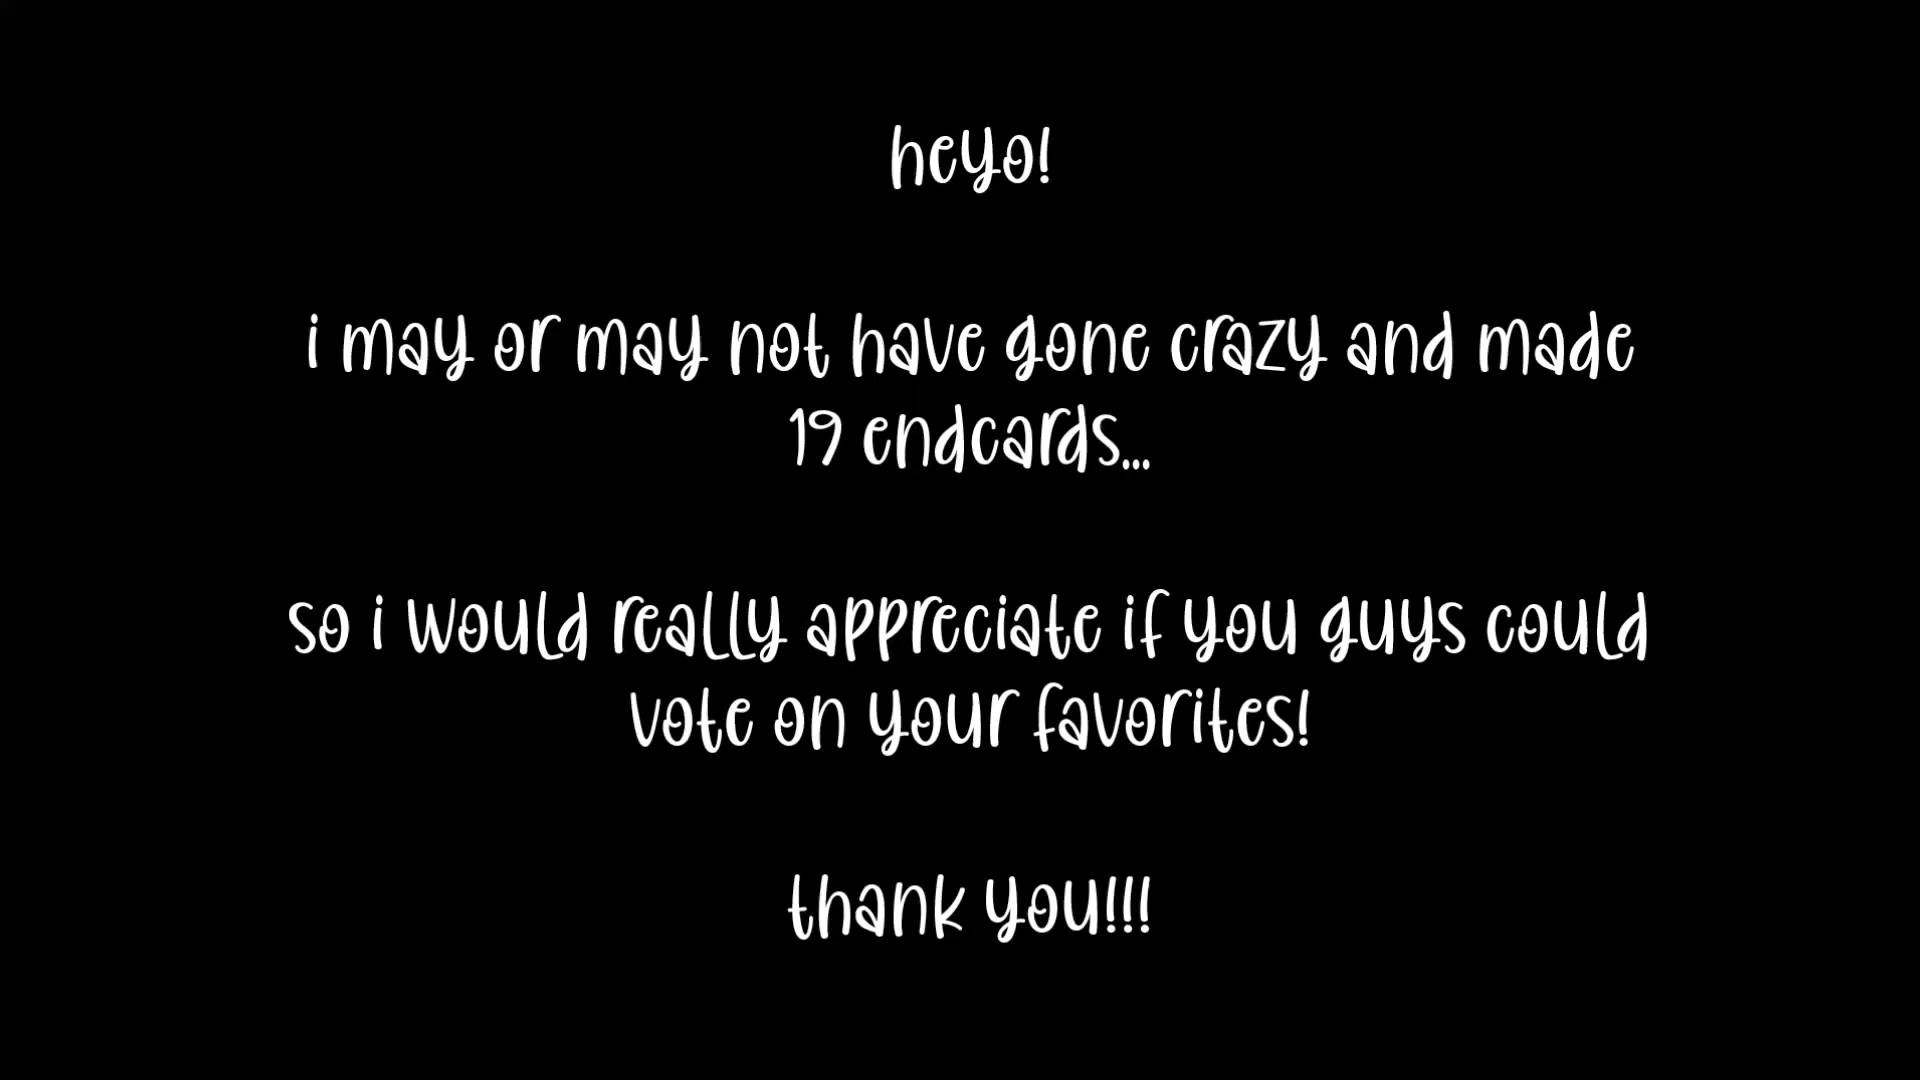 heyo!
i may or may not have gone crazy and made
19 endcards...
so i would really appreciate if you guys could
vote on your favorites!
thank you!!!